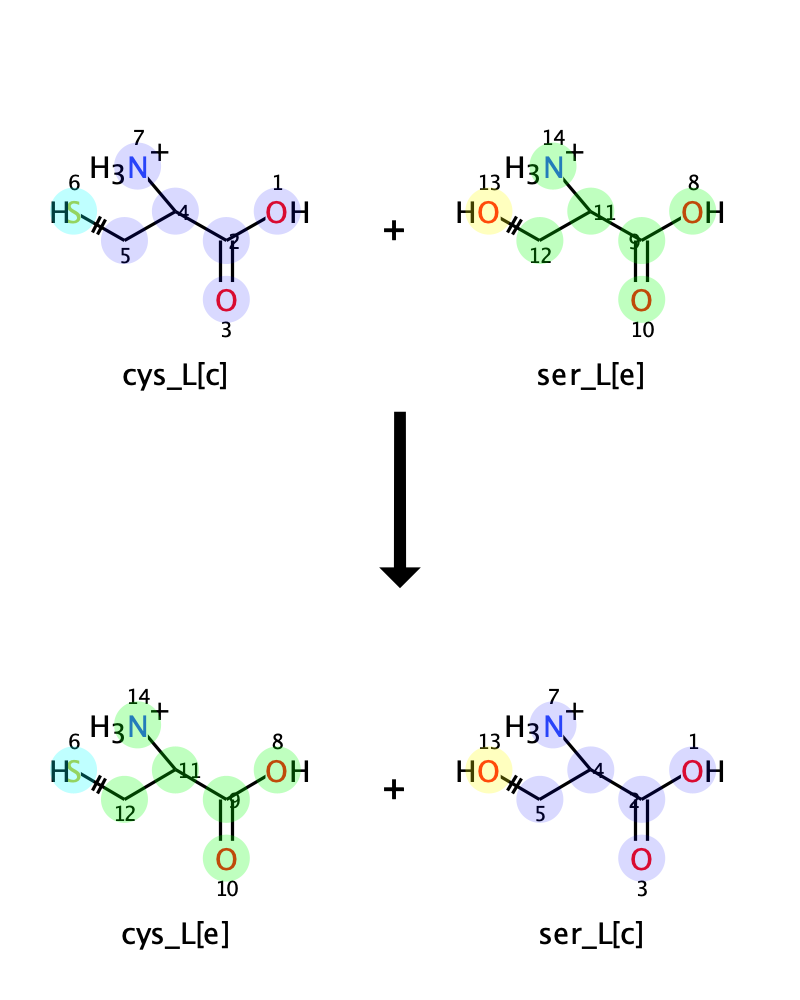 7 14
H3N+ H3N+
6 1 13 8
HS 4 OH HO 11 OH
+
5 2 12 9
O O
3 10
cys_L[c] ser_L[e]
14 7
H3N+ H3N+
6 8 13 1
HS 11 OH HO 4 OH
+
12 9 5 2
O O
10 3
cys_L[e] ser_L[c]